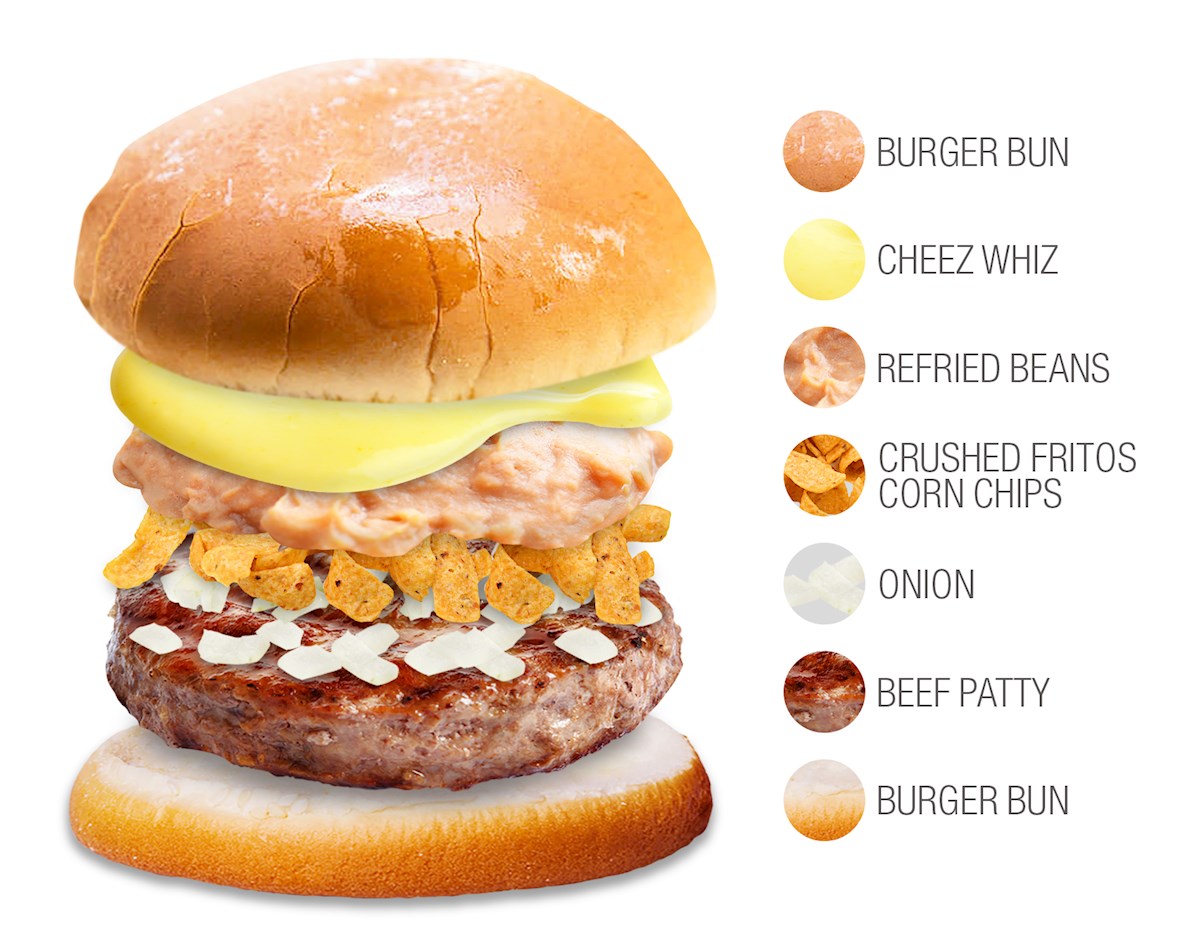 BURGER BUN
CHEEZ WHIZ
REFRIED BEANS
CRUSHED FRITOS
CORN CHIPS
ONION
BEEF PATTY
BURGER BUN